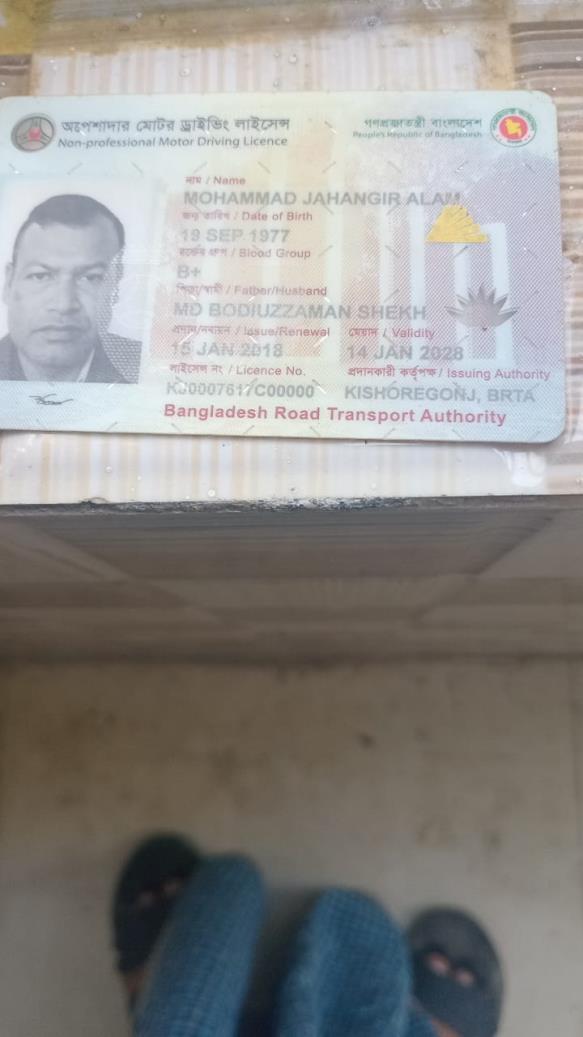 অপেশাদার মোটর ড্রাইভিং লাইসেন্স
Non-professional Motor Driving Licence
গণপ্রজাতন্ত্রী বাংলাদেশ
People's Republic of Bangladesh
নাম / Name
MOHAMMAD JAHANGIR ALAM
জন্ম তারিখ / Date of Birth
19 SEP 1977
রক্তের গ্রুপ / Blood Group
B+
পিতা/স্বামী / Father/Husband
MD BODIUZZAMAN SHEKH
প্রদান/নবায়ন / Issue/Renewal মেয়াদ / Validity
15 JAN 2018 14 JAN 2028
লাইসেন্স নং / Licence No. প্রদানকারী কর্তৃপক্ষ / Issuing Authority
KJ0007617C00000 KISHOREGONJ, BRTA
Bangladesh Road Transport Authority